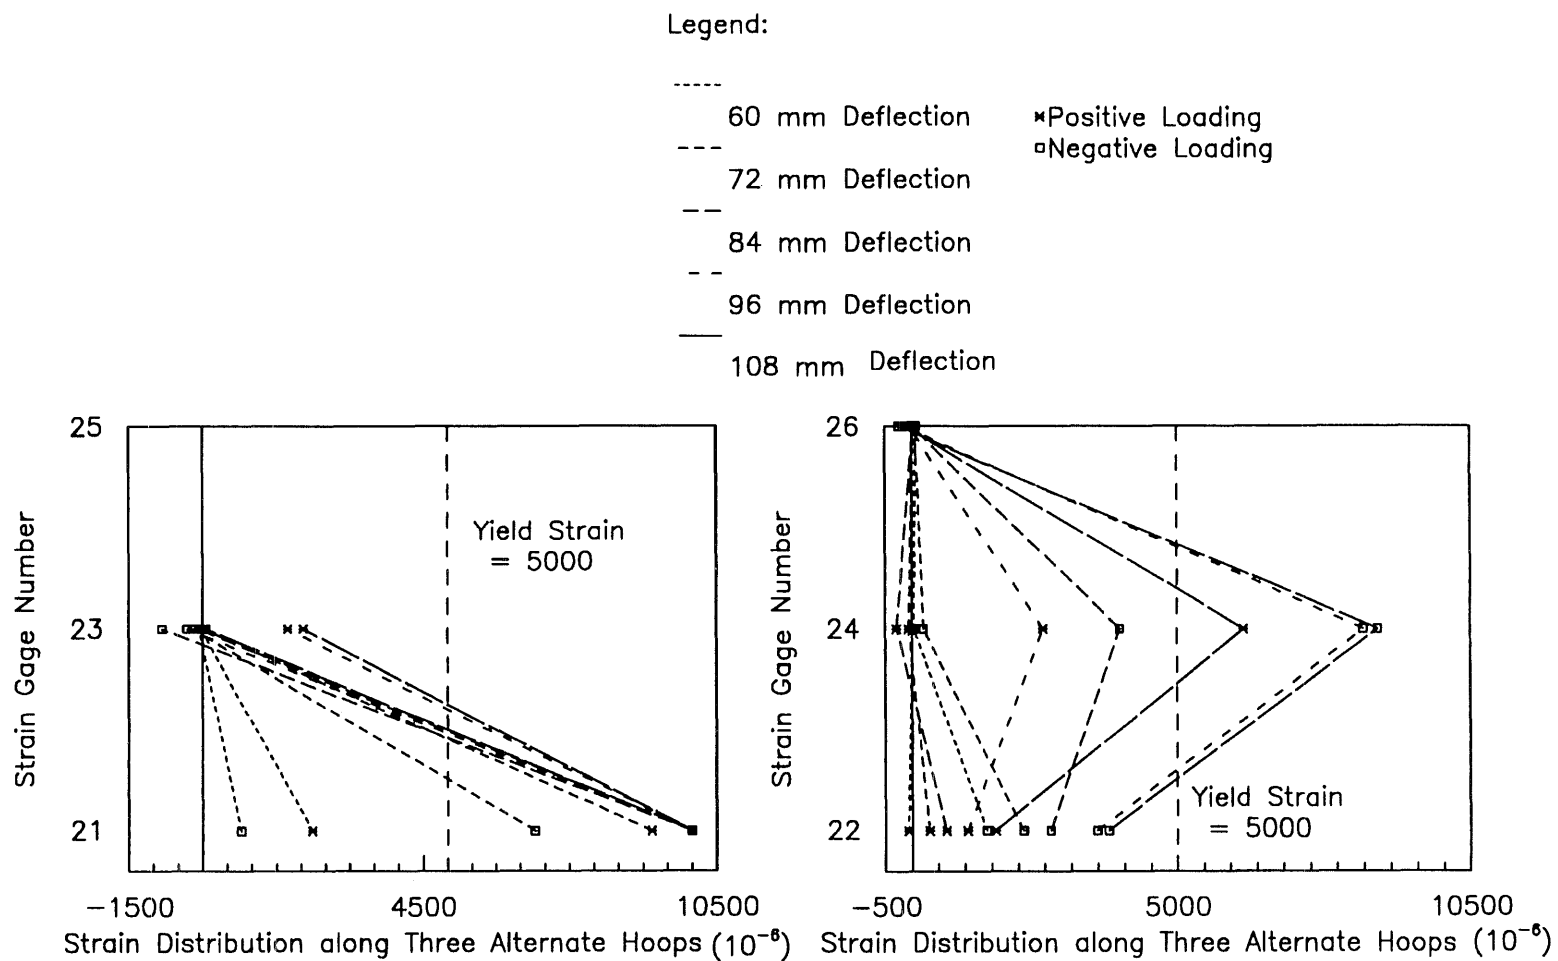 Legend:
60 mm Deflection
72 mm Deflection
84 mm Deflection
96 mm Deflection
108 mm Deflection
×Positive Loading
▫Negative Loading
25
23
21
Strain Gage Number
Yield Strain
= 5000
−1500 4500 10500
Strain Distribution along Three Alternate Hoops (10⁻⁶)
26
24
22
Strain Gage Number
Yield Strain
= 5000
−500 5000 10500
Strain Distribution along Three Alternate Hoops (10⁻⁶)